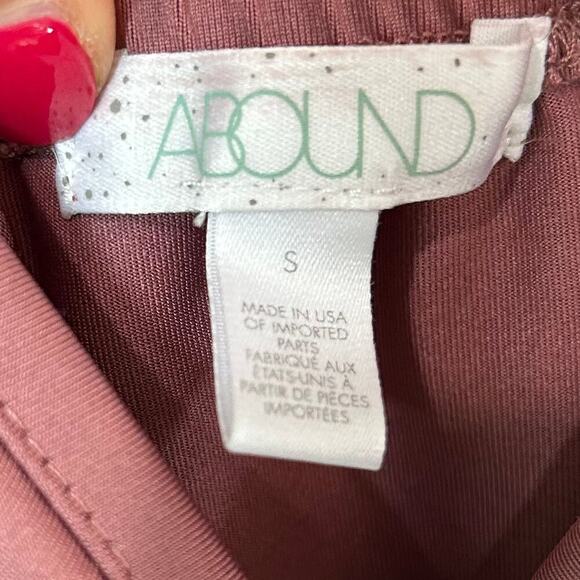 ABOUND
S
MADE IN USA
OF IMPORTED
PARTS
FABRIQUÉ AUX
ÉTATS-UNIS À
PARTIR DE PIÈCES
IMPORTÉES